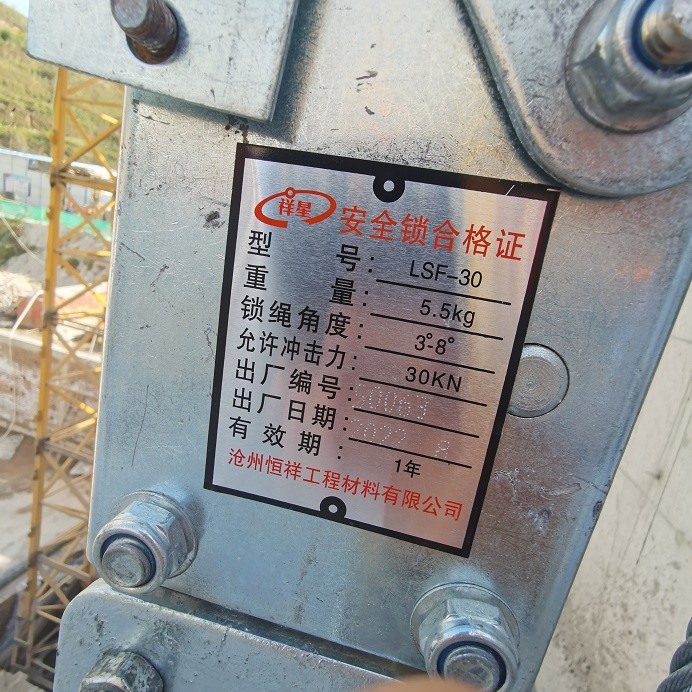 祥星 安全锁合格证
型号: LSF-30
重量: 5.5kg
锁绳角度: 3°-8°
允许冲击力: 30KN
出厂编号:
出厂日期: 2022 8
有效期: 1年
沧州恒祥工程材料有限公司